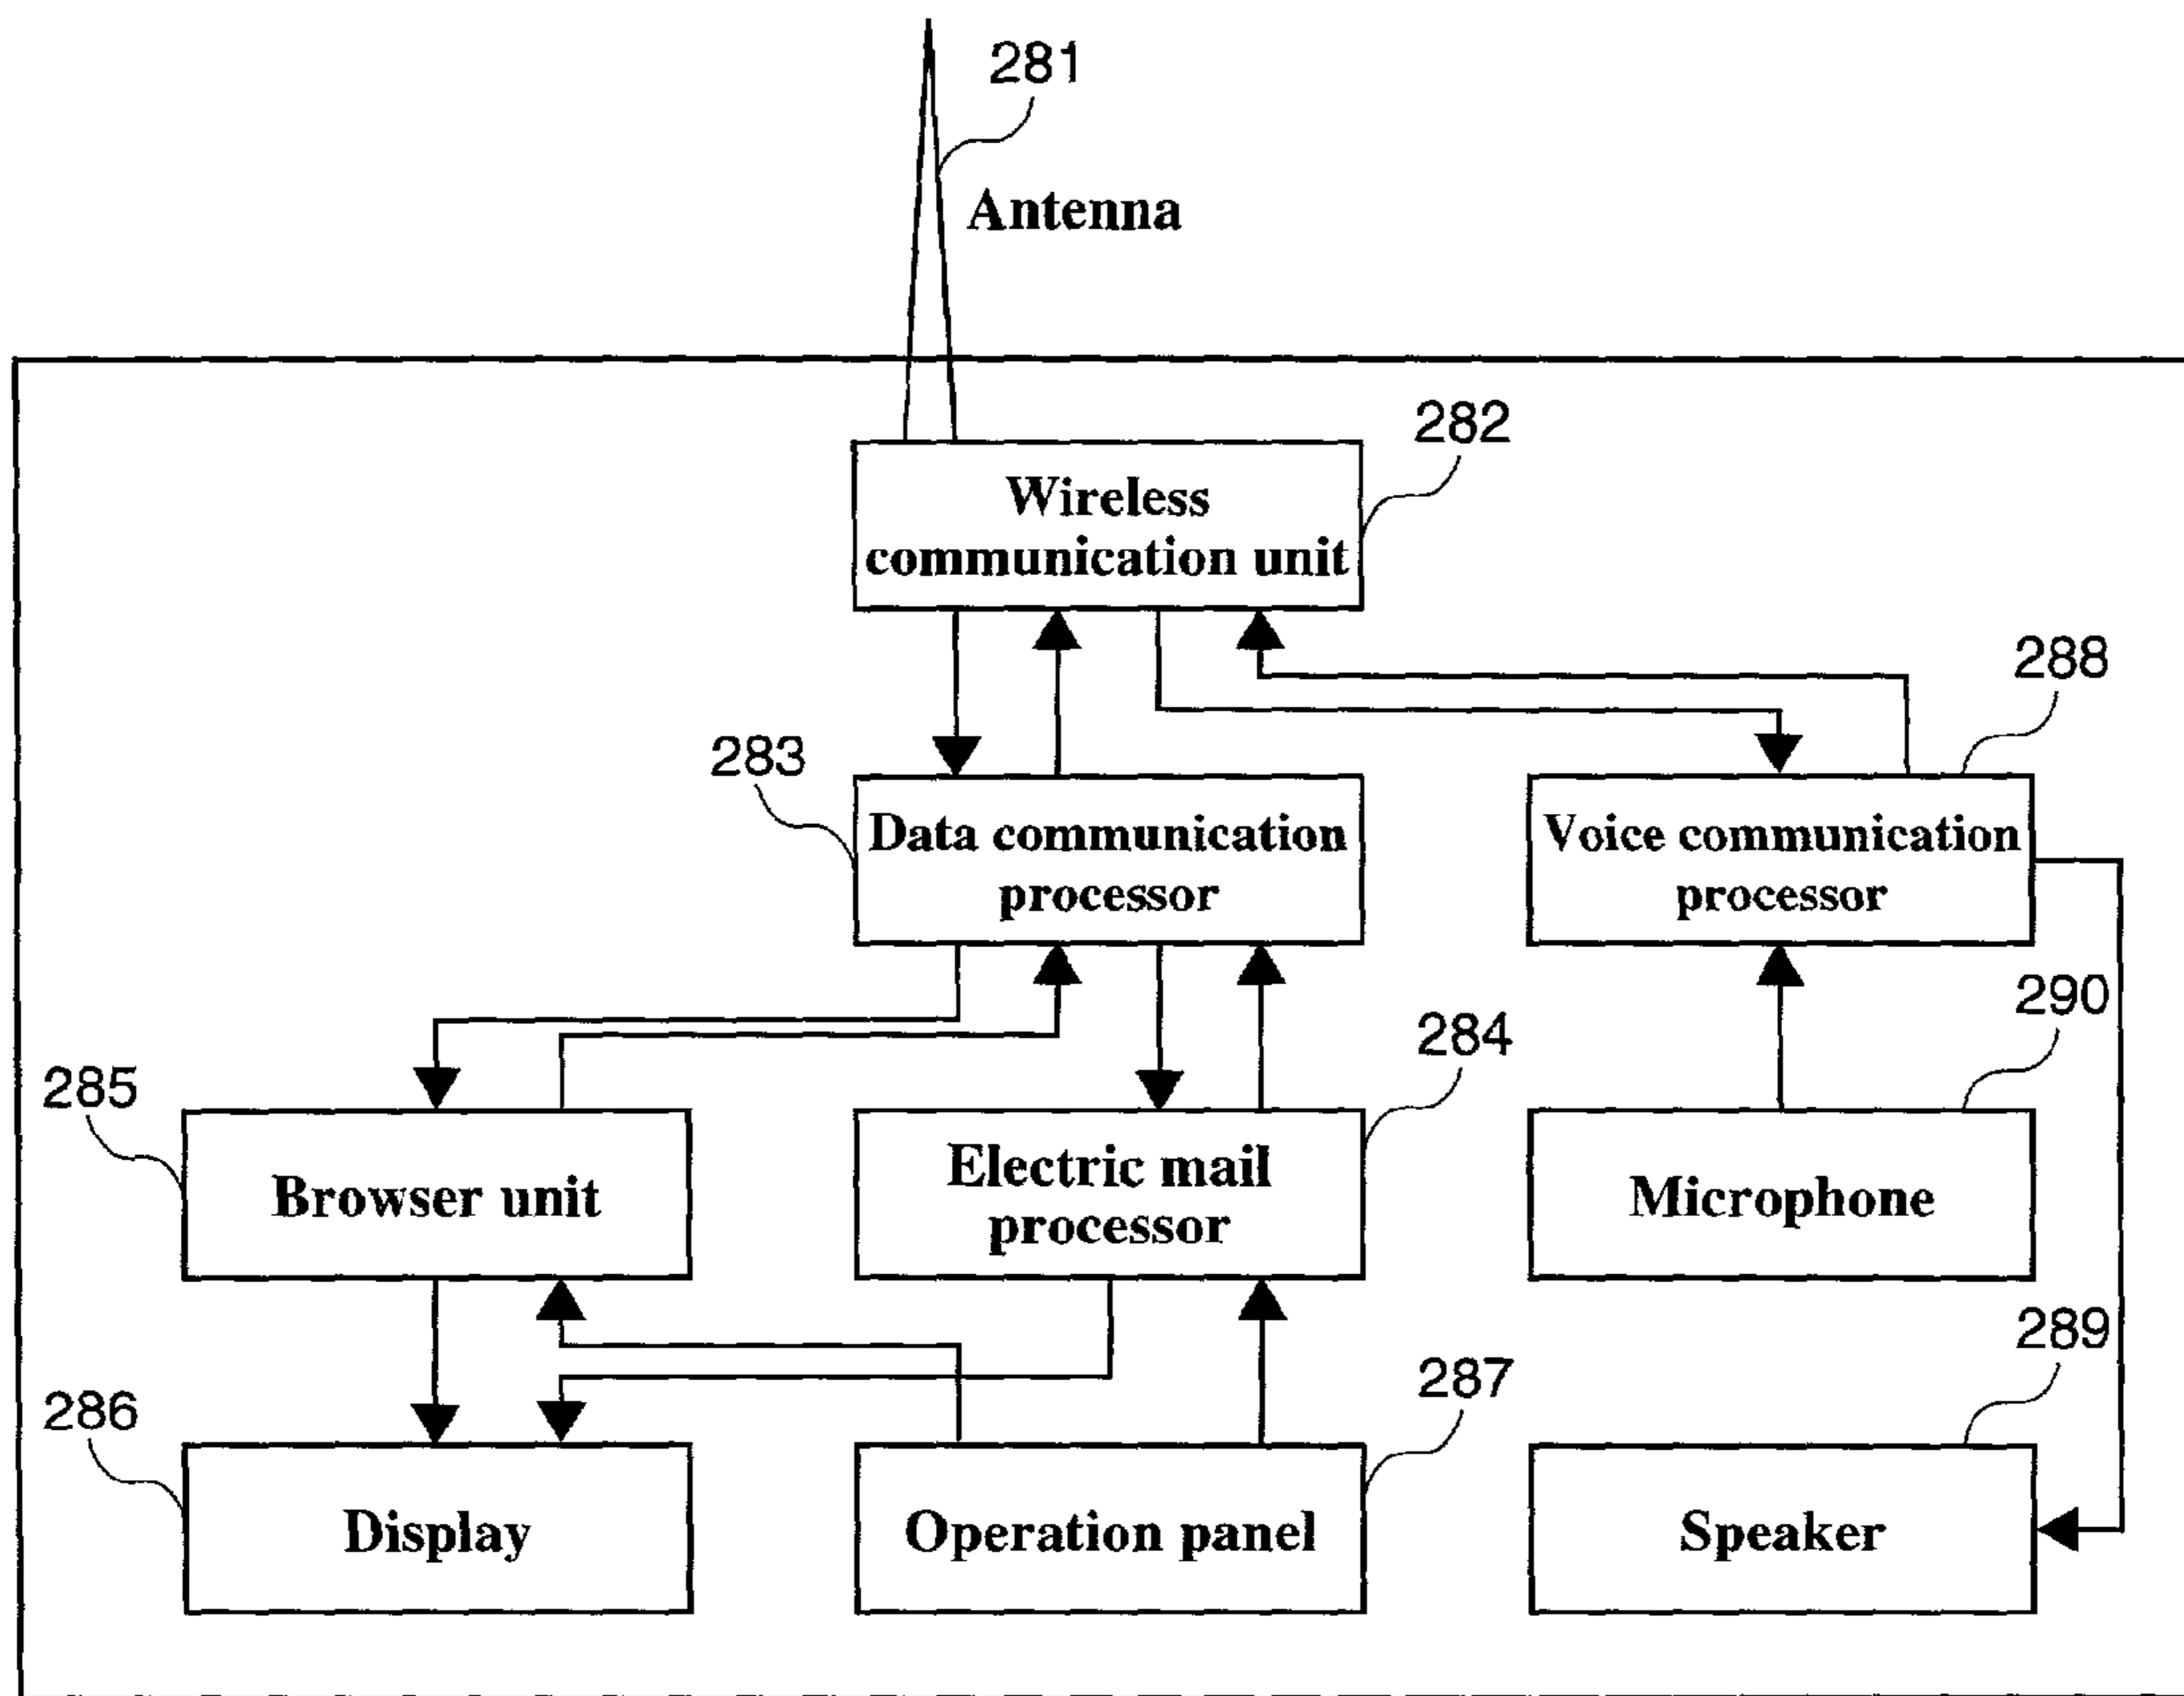 281
Antenna
282
Wireless
communication unit
288
283
Data communication
processor
Voice communication
processor
290
284
285
Browser unit
Electric mail
processor
Microphone
289
287
286
Display
Operation panel
Speaker